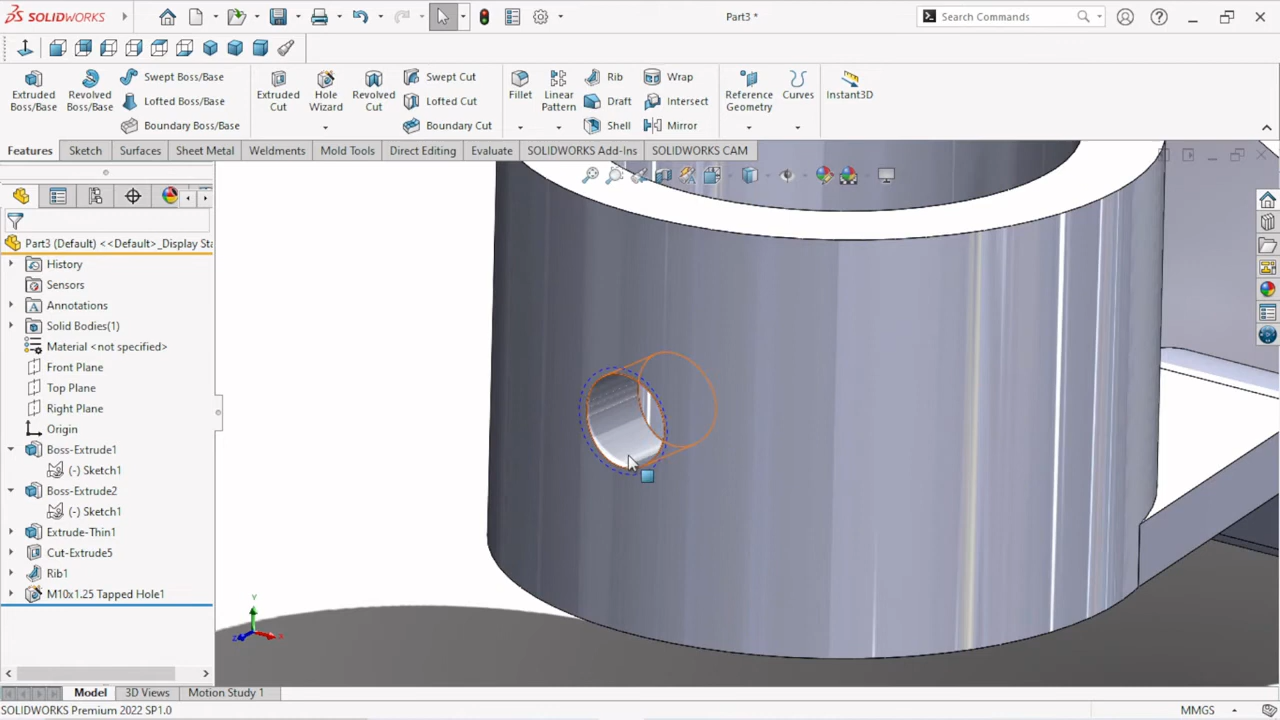 SOLIDWORKS
Part3 *
Search Commands
Extruded Boss/Base
Revolved Boss/Base
Swept Boss/Base
Lofted Boss/Base
Boundary Boss/Base
Extruded Cut
Hole Wizard
Revolved Cut
Swept Cut
Lofted Cut
Boundary Cut
Fillet
Linear Pattern
Rib
Draft
Shell
Wrap
Intersect
Mirror
Reference Geometry
Curves
Instant3D
Features Sketch Surfaces Sheet Metal Weldments Mold Tools Direct Editing Evaluate SOLIDWORKS Add-Ins SOLIDWORKS CAM
Part3 (Default) <<Default>_Display Sta
History
Sensors
Annotations
Solid Bodies(1)
Material <not specified>
Front Plane
Top Plane
Right Plane
Origin
Boss-Extrude1
(-) Sketch1
Boss-Extrude2
(-) Sketch1
Extrude-Thin1
Cut-Extrude5
Rib1
M10x1.25 Tapped Hole1
Y
Z
X
Model 3D Views Motion Study 1
SOLIDWORKS Premium 2022 SP1.0
MMGS